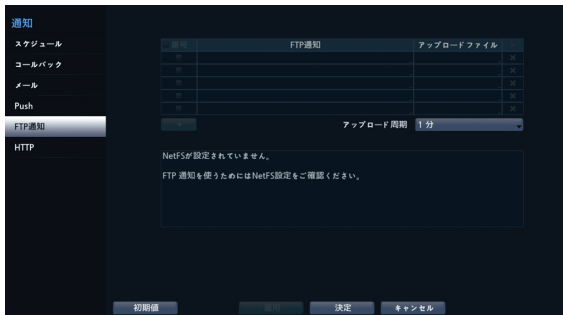 通知
スケジュール
コールバック
メール
Push
FTP通知
HTTP
番号 FTP通知 アップロードファイル
アップロード周期 1 分
NetFSが設定されていません。
FTP 通知を使うためにはNetFS設定をご確認ください。
初期値 適用 決定 キャンセル